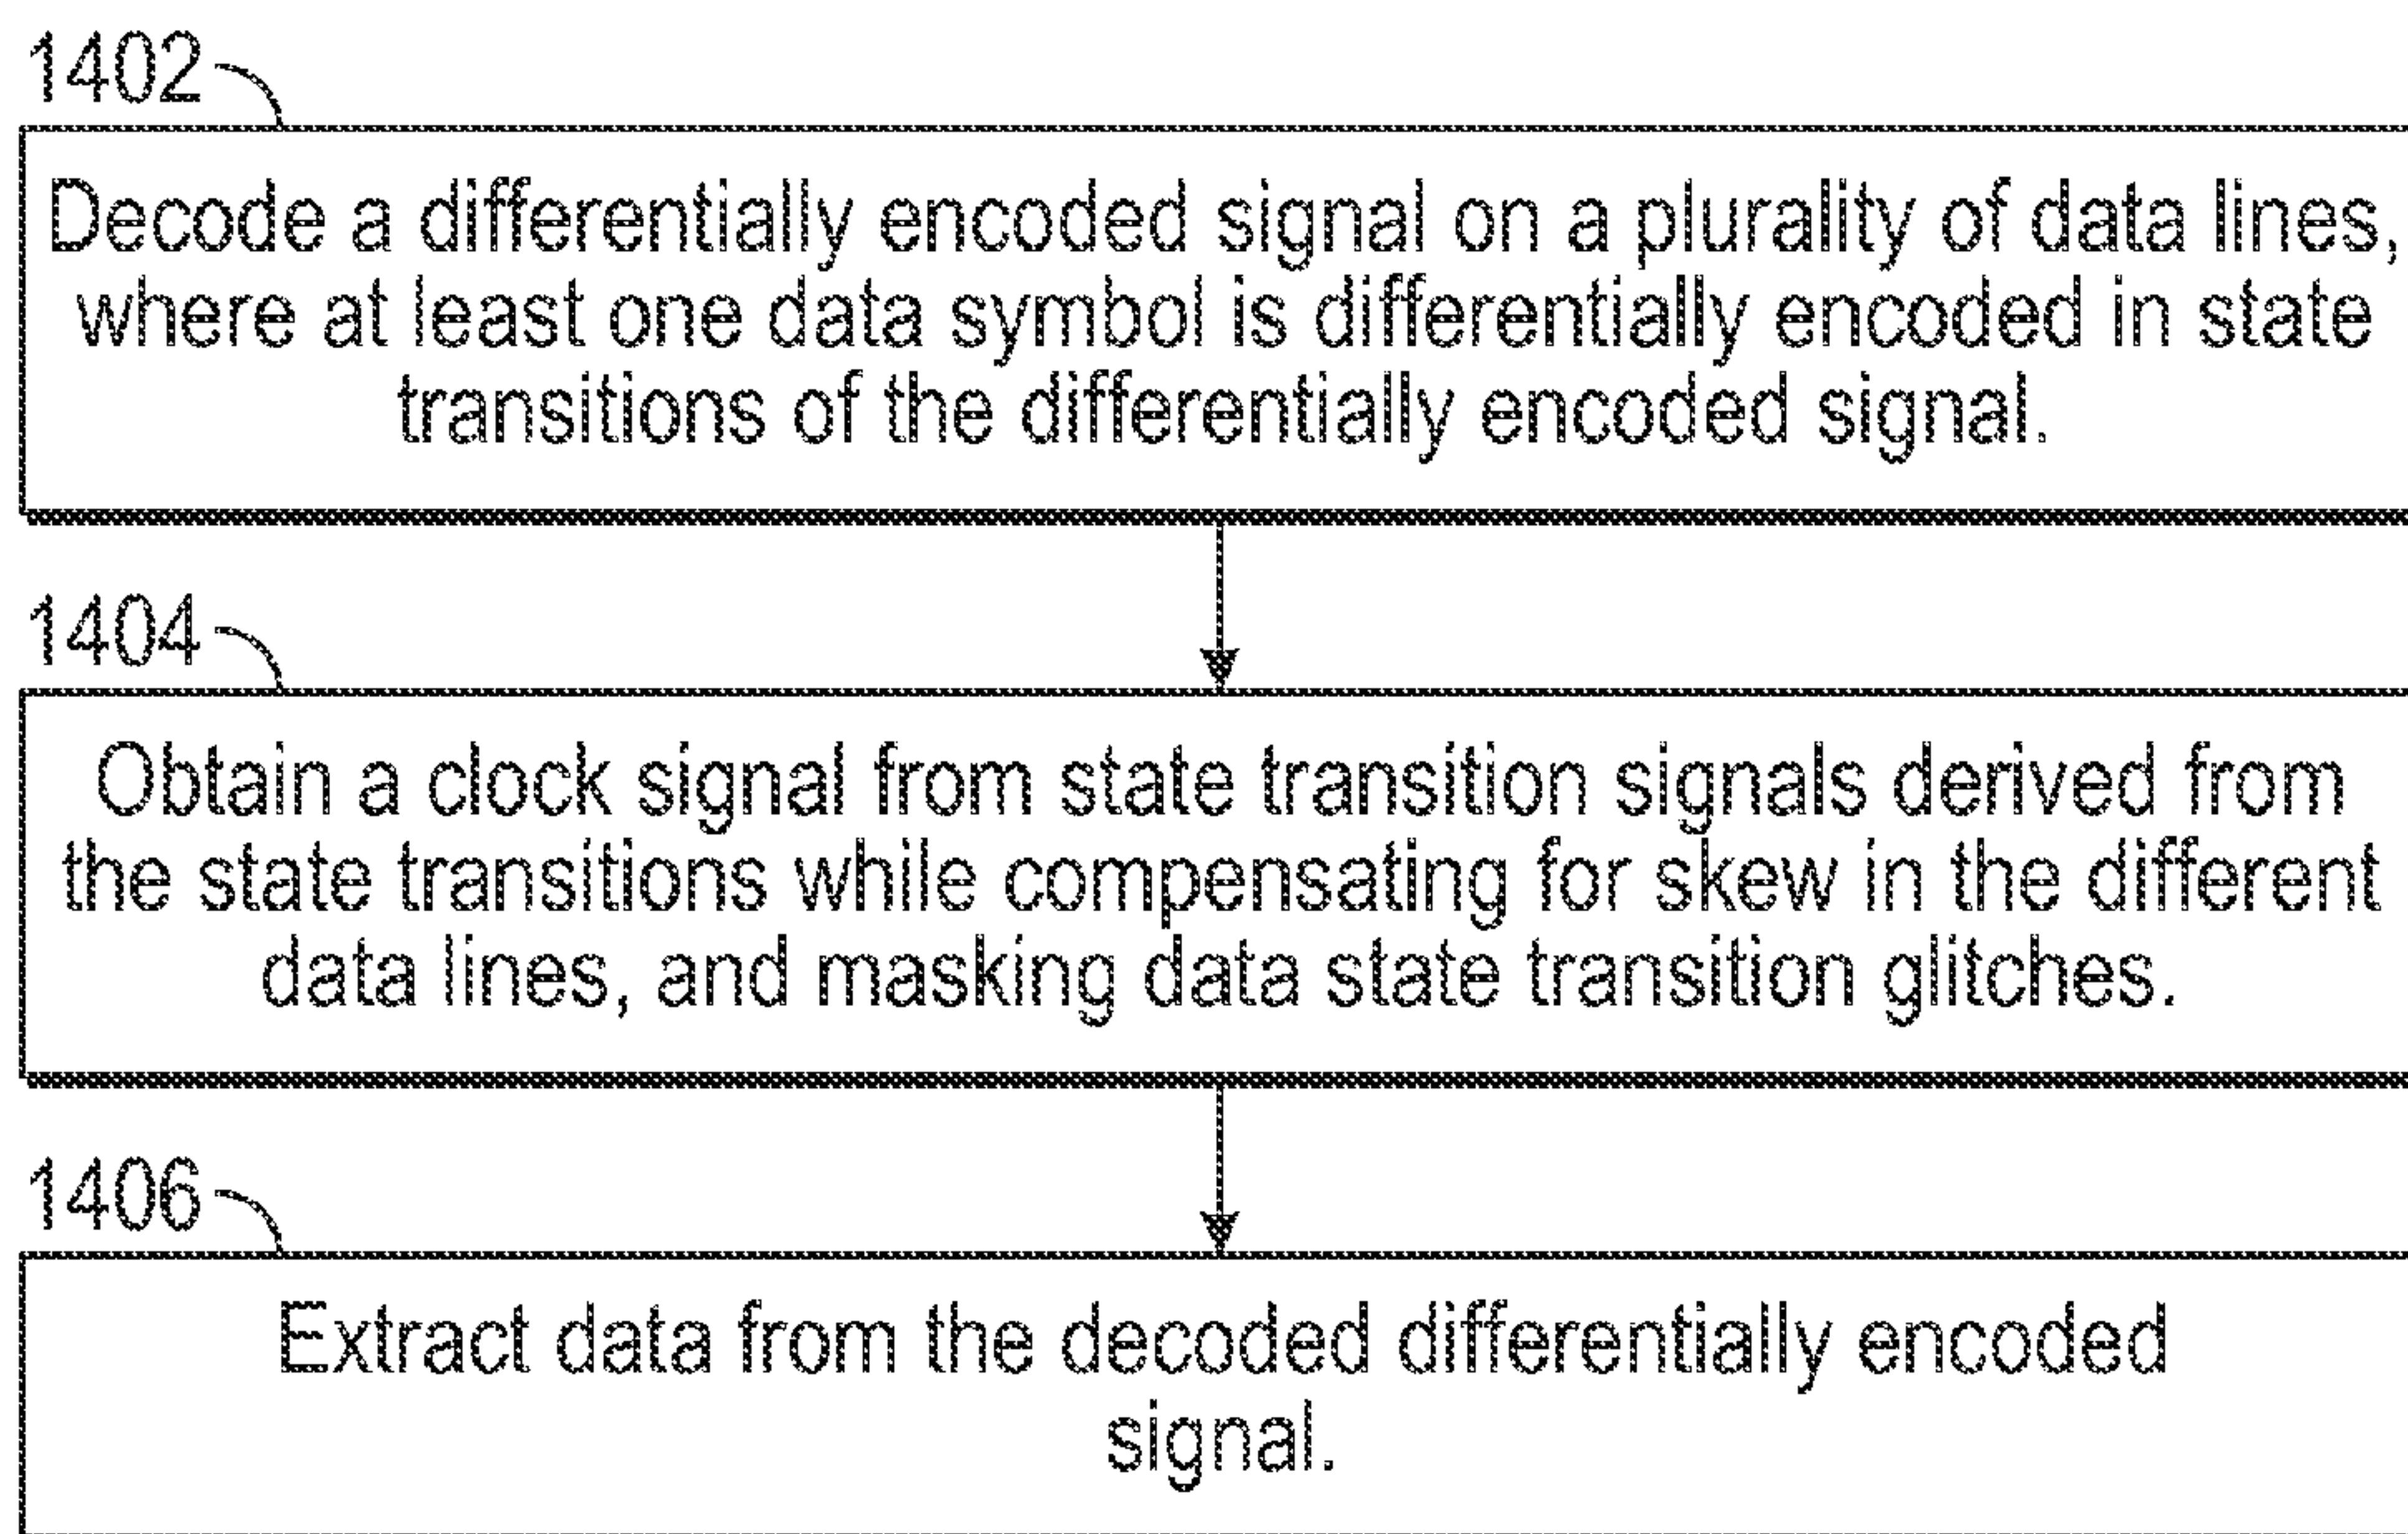 1402
Decode a differentially encoded signal on a plurality of data lines,
where at least one data symbol is differentially encoded in state
transitions of the differentially encoded signal.
1404
Obtain a clock signal from state transition signals derived from
the state transitions while compensating for skew in the different
data lines, and masking data state transition glitches.
1406
Extract data from the decoded differentially encoded
signal.